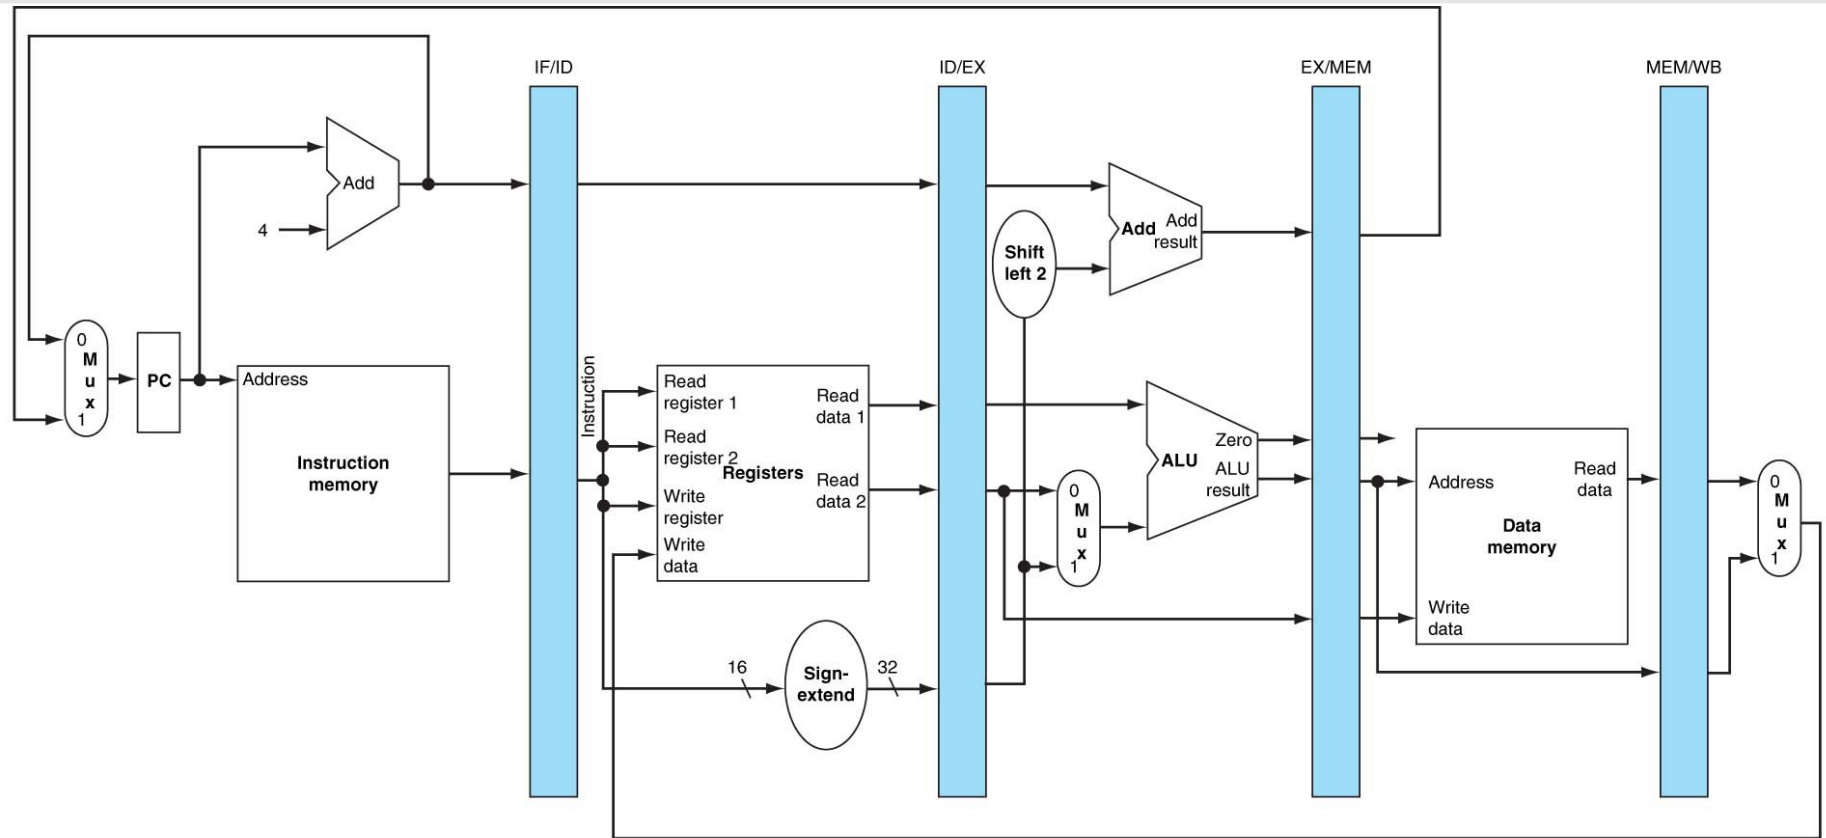 IF/ID
ID/EX
EX/MEM
MEM/WB
Add
4
Add
Add
result
Shift
left 2
0
M
u
x
1
PC
Address
Instruction
memory
Instruction
Read
register 1
Read
register 2
Write
register
Write
data
Registers
Read
data 1
Read
data 2
16
Sign-
extend
32
0
M
u
x
1
Zero
ALU
ALU
result
Address
Read
data
Data
memory
Write
data
0
M
u
x
1